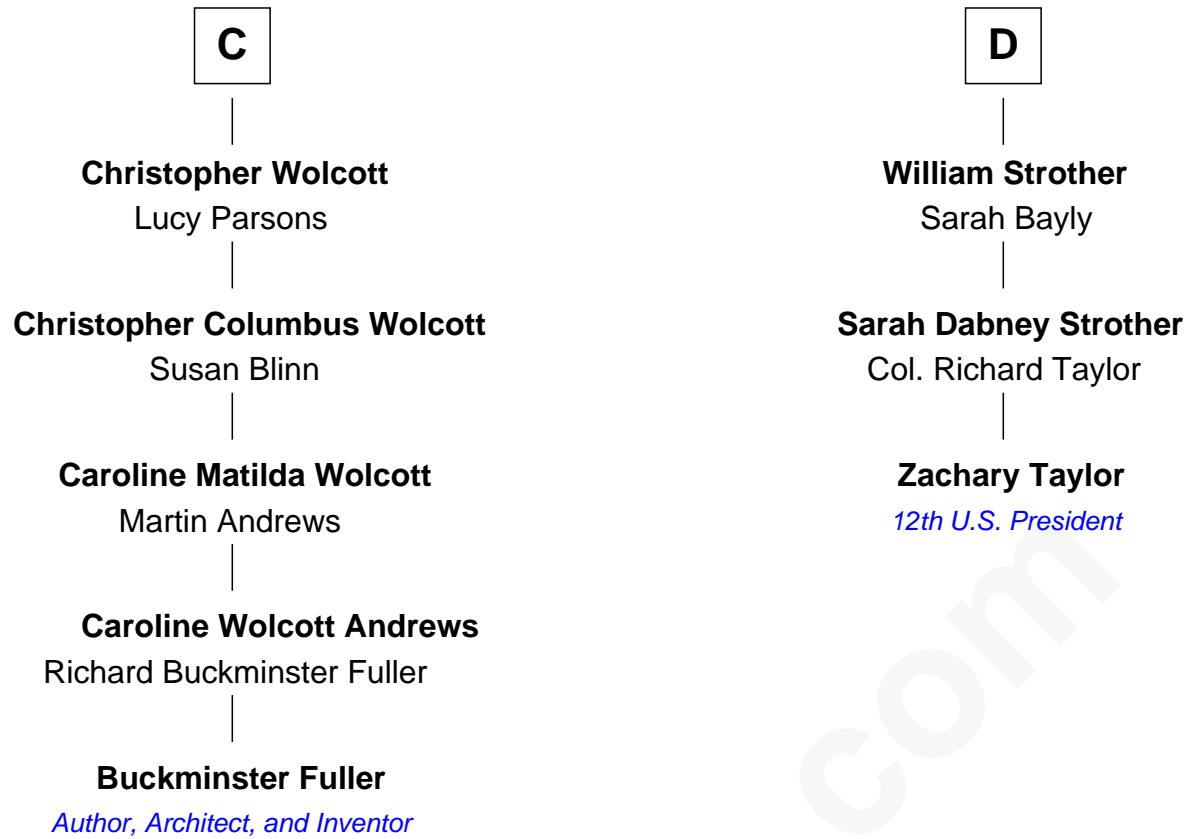 C
Christopher Wolcott
Lucy Parsons
Christopher Columbus Wolcott
Susan Blinn
Caroline Matilda Wolcott
Martin Andrews
Caroline Wolcott Andrews
Richard Buckminster Fuller
Buckminster Fuller
Author, Architect, and Inventor
D
William Strother
Sarah Bayly
Sarah Dabney Strother
Col. Richard Taylor
Zachary Taylor
12th U.S. President
com